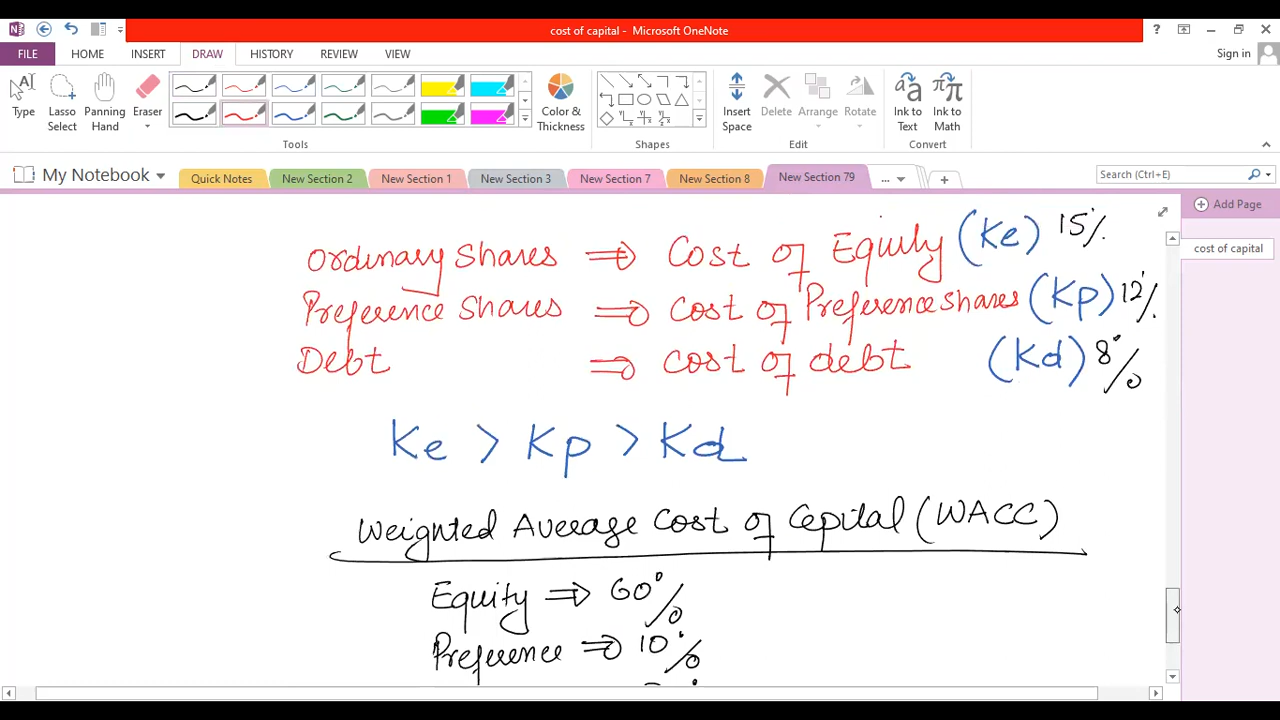 cost of capital - Microsoft OneNote
FILE HOME INSERT DRAW HISTORY REVIEW VIEW
Sign in
Type
Lasso Select
Panning Hand
Eraser
Color & Thickness
Insert Space
Delete
Arrange
Rotate
Ink to Text
Ink to Math
Tools
Shapes
Edit
Convert
My Notebook
Quick Notes
New Section 2
New Section 1
New Section 3
New Section 7
New Section 8
New Section 79
...
Search (Ctrl+E)
Add Page
cost of capital
Ordinary Shares ⇒ Cost of Equity (Ke) 15%
Preference Shares ⇒ Cost of Preference shares (Kp) 12%
Debt ⇒ cost of debt (Kd) 8%
Ke > Kp > Kd
Weighted Average Cost of Capital (WACC)
Equity ⇒ 60%
Preference ⇒ 10%